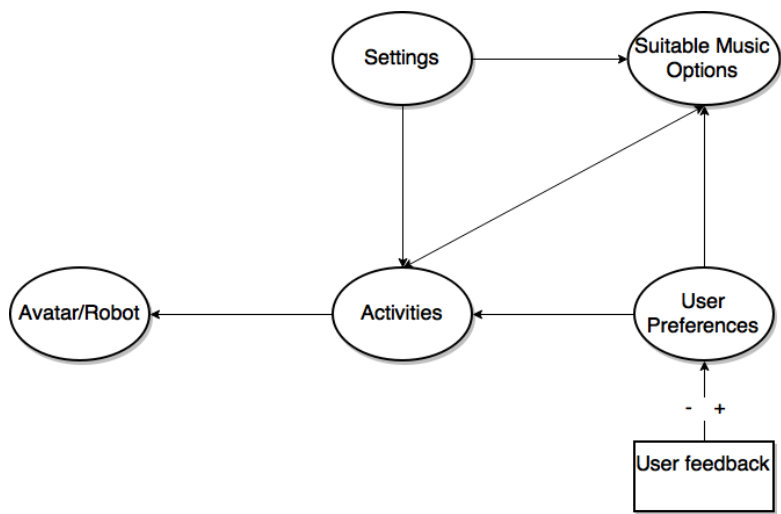 Settings
Suitable Music
Options
Avatar/Robot
Activities
User
Preferences
- +
User feedback